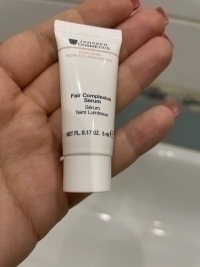 JANSSEN
COSMETICS
Fair Complexion
Serum
Sérum
Teint Lumineux
NET FL. 0.17 OZ. 5 ml